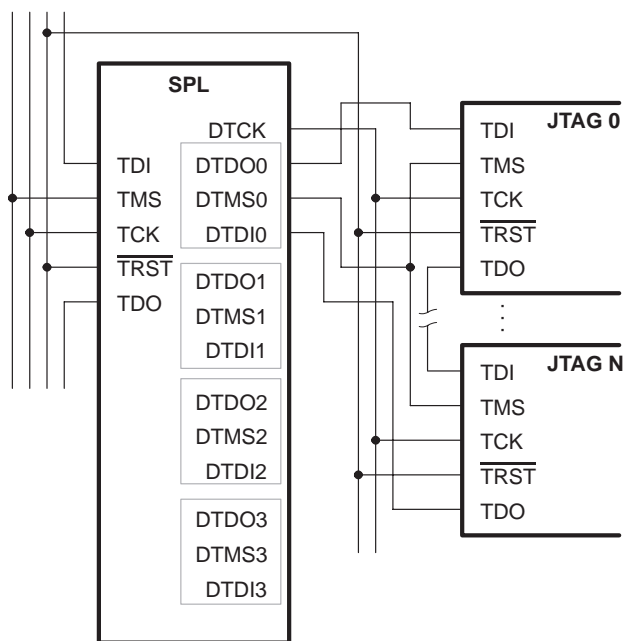 SPL
DTCK
TDI
TMS
TCK
TRST
TDO
DTDO0
DTMS0
DTDI0
DTDO1
DTMS1
DTDI1
DTDO2
DTMS2
DTDI2
DTDO3
DTMS3
DTDI3
JTAG 0
TDI
TMS
TCK
TRST
TDO
JTAG N
TDI
TMS
TCK
TRST
TDO